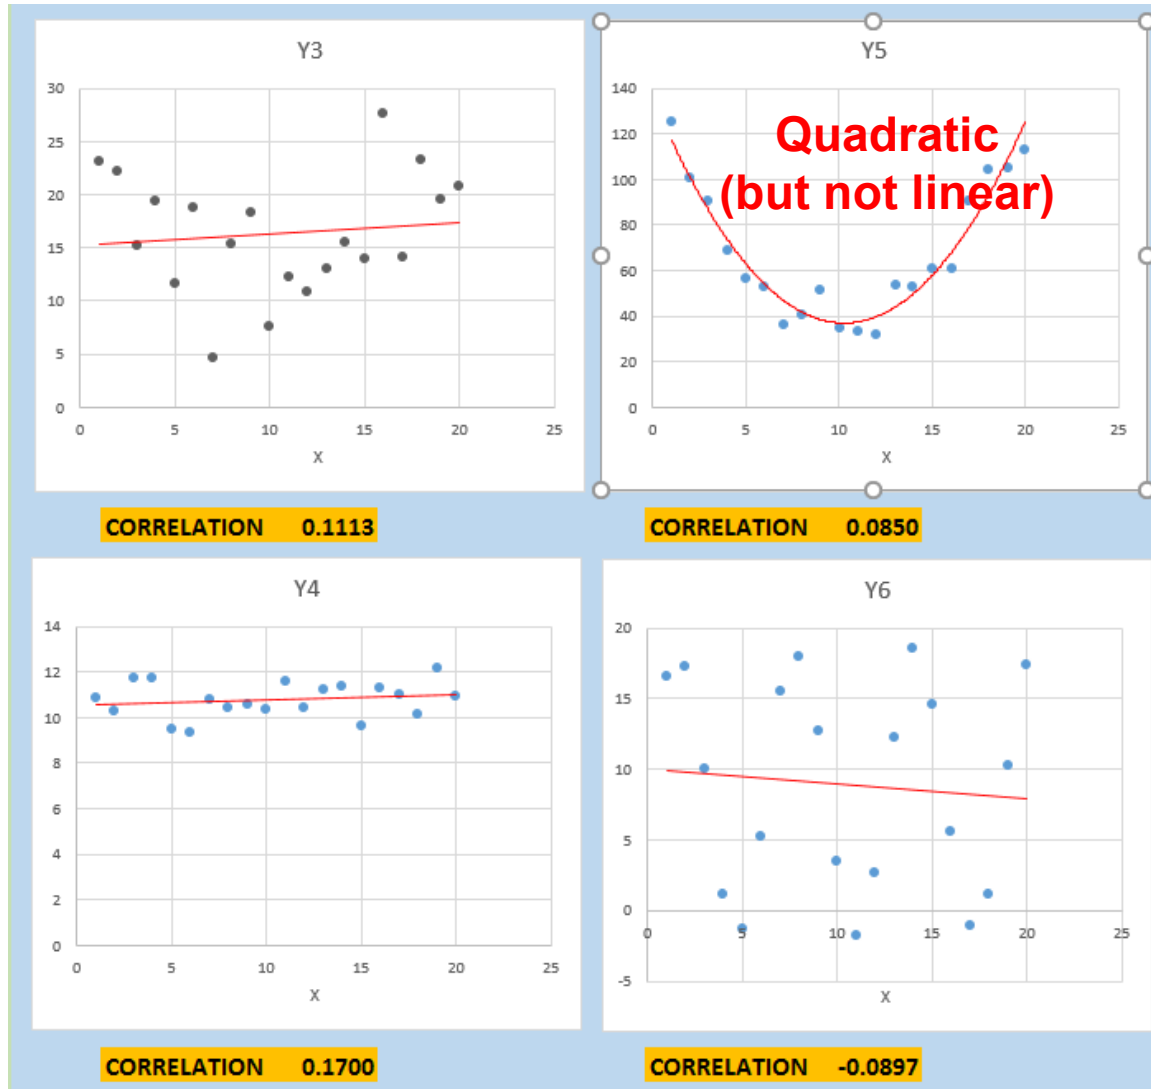 Y3
30
25
20
15
10
5
0
0 5 10 15 20 25
X
CORRELATION 0.1113
Y5
Quadratic
(but not linear)
140
120
100
80
60
40
20
0
0 5 10 15 20 25
X
CORRELATION 0.0850
Y4
14
12
10
8
6
4
2
0
0 5 10 15 20 25
X
CORRELATION 0.1700
Y6
20
15
10
5
0
-5
0 5 10 15 20 25
X
CORRELATION -0.0897